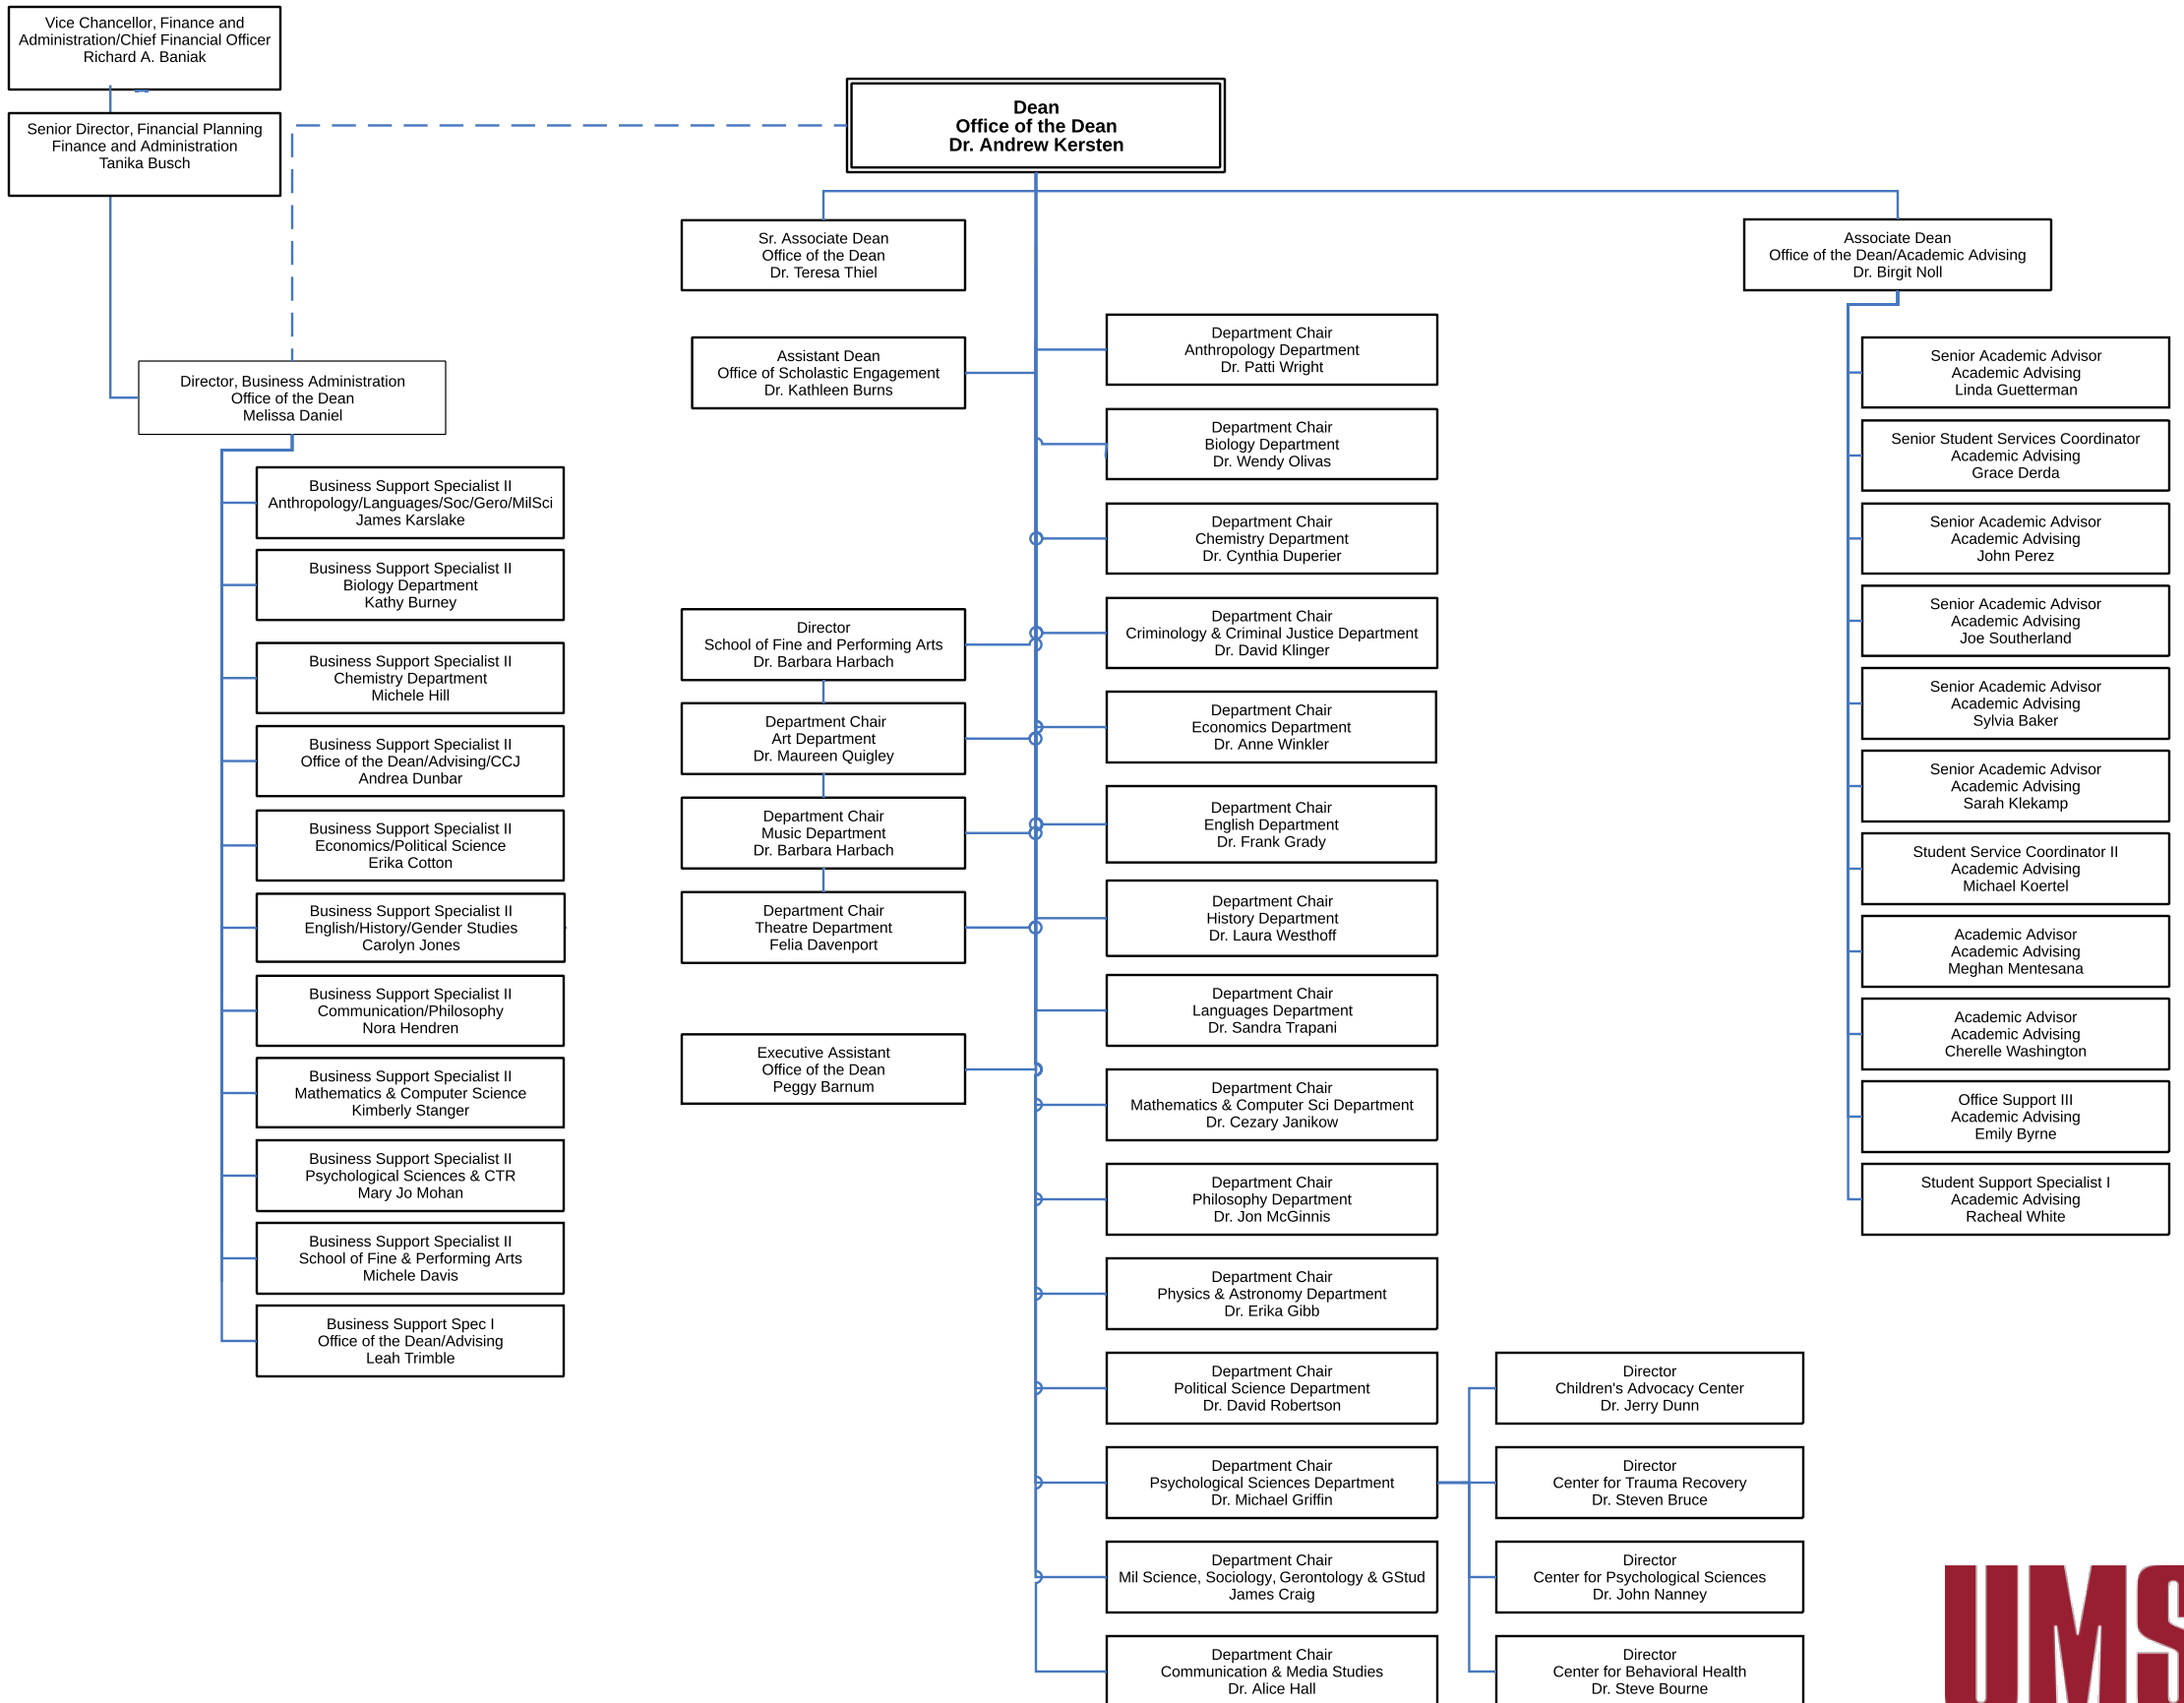 Vice Chancellor, Finance and
Administration/Chief Financial Officer
Richard A. Baniak
Senior Director, Financial Planning
Finance and Administration
Tanika Busch
Dean
Office of the Dean
Dr. Andrew Kersten
Sr. Associate Dean
Office of the Dean
Dr. Teresa Thiel
Associate Dean
Office of the Dean/Academic Advising
Dr. Birgit Noll
Director, Business Administration
Office of the Dean
Melissa Daniel
Business Support Specialist II
Anthropology/Languages/Soc/Gero/MilSci
James Karslake
Business Support Specialist II
Biology Department
Kathy Burney
Business Support Specialist II
Chemistry Department
Michele Hill
Business Support Specialist II
Office of the Dean/Advising/CCJ
Andrea Dunbar
Business Support Specialist II
Economics/Political Science
Erika Cotton
Business Support Specialist II
English/History/Gender Studies
Carolyn Jones
Business Support Specialist II
Communication/Philosophy
Nora Hendren
Business Support Specialist II
Mathematics & Computer Science
Kimberly Stanger
Business Support Specialist II
Psychological Sciences & CTR
Mary Jo Mohan
Business Support Specialist II
School of Fine & Performing Arts
Michele Davis
Business Support Spec I
Office of the Dean/Advising
Leah Trimble
Assistant Dean
Office of Scholastic Engagement
Dr. Kathleen Burns
Director
School of Fine and Performing Arts
Dr. Barbara Harbach
Department Chair
Art Department
Dr. Maureen Quigley
Department Chair
Music Department
Dr. Barbara Harbach
Department Chair
Theatre Department
Felia Davenport
Executive Assistant
Office of the Dean
Peggy Barnum
Department Chair
Anthropology Department
Dr. Patti Wright
Department Chair
Biology Department
Dr. Wendy Olivas
Department Chair
Chemistry Department
Dr. Cynthia Duperier
Department Chair
Criminology & Criminal Justice Department
Dr. David Klinger
Department Chair
Economics Department
Dr. Anne Winkler
Department Chair
English Department
Dr. Frank Grady
Department Chair
History Department
Dr. Laura Westhoff
Department Chair
Languages Department
Dr. Sandra Trapani
Department Chair
Mathematics & Computer Sci Department
Dr. Cezary Janikow
Department Chair
Philosophy Department
Dr. Jon McGinnis
Department Chair
Physics & Astronomy Department
Dr. Erika Gibb
Department Chair
Political Science Department
Dr. David Robertson
Department Chair
Psychological Sciences Department
Dr. Michael Griffin
Department Chair
Mil Science, Sociology, Gerontology & GStud
James Craig
Department Chair
Communication & Media Studies
Dr. Alice Hall
Director
Children's Advocacy Center
Dr. Jerry Dunn
Director
Center for Trauma Recovery
Dr. Steven Bruce
Director
Center for Psychological Sciences
Dr. John Nanney
Director
Center for Behavioral Health
Dr. Steve Bourne
Senior Academic Advisor
Academic Advising
Linda Guetterman
Senior Student Services Coordinator
Academic Advising
Grace Derda
Senior Academic Advisor
Academic Advising
John Perez
Senior Academic Advisor
Academic Advising
Joe Southerland
Senior Academic Advisor
Academic Advising
Sylvia Baker
Senior Academic Advisor
Academic Advising
Sarah Klekamp
Student Service Coordinator II
Academic Advising
Michael Koertel
Academic Advisor
Academic Advising
Meghan Mentesana
Academic Advisor
Academic Advising
Cherelle Washington
Office Support III
Academic Advising
Emily Byrne
Student Support Specialist I
Academic Advising
Racheal White
UMS